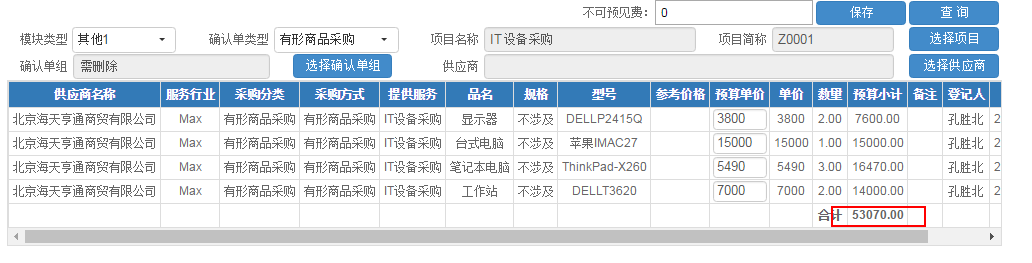 不可预见费: 0 保存 查 询
模块类型 其他1 确认单类型 有形商品采购 项目名称 IT设备采购 项目简称 Z0001 选择项目
确认单组 需删除 选择确认单组 供应商 选择供应商
供应商名称 服务行业 采购分类 采购方式 提供服务 品名 规格 型号 参考价格 预算单价 单价 数量 预算小计 备注 登记人
北京海天亨通商贸有限公司 Max 有形商品采购 有形商品采购 IT设备采购 显示器 不涉及 DELLP2415Q 3800 3800 2.00 7600.00 孔胜北 2
北京海天亨通商贸有限公司 Max 有形商品采购 有形商品采购 IT设备采购 台式电脑 不涉及 苹果IMAC27 15000 15000 1.00 15000.00 孔胜北 2
北京海天亨通商贸有限公司 Max 有形商品采购 有形商品采购 IT设备采购 笔记本电脑 不涉及 ThinkPad-X260 5490 5490 3.00 16470.00 孔胜北 2
北京海天亨通商贸有限公司 Max 有形商品采购 有形商品采购 IT设备采购 工作站 不涉及 DELLT3620 7000 7000 2.00 14000.00 孔胜北 2
合计 53070.00